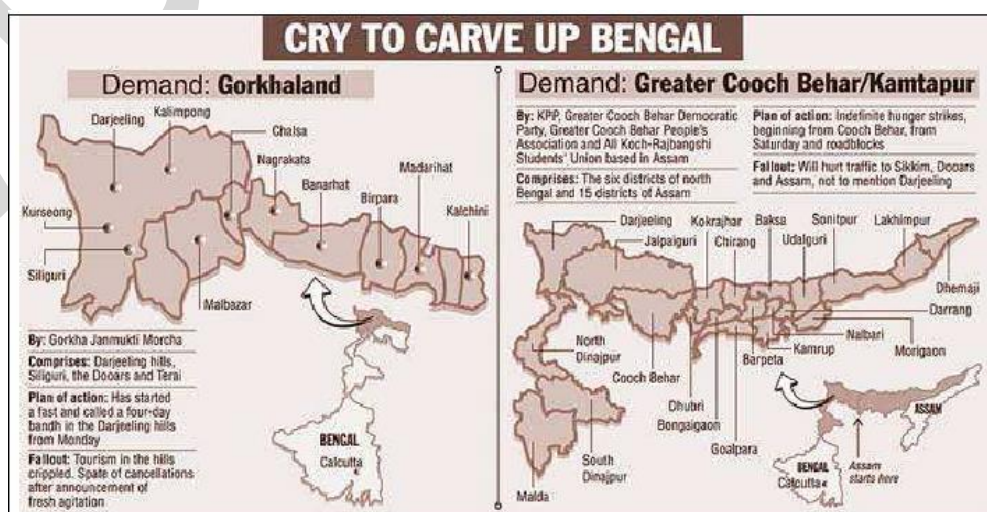 CRY TO CARVE UP BENGAL
Demand: Gorkhaland
Darjeeling
Kalimpong
Chalsa
Nagrakata
Banarhat
Birpara
Madarihat
Kalchini
Kurseong
Siliguri
Malbazar
By: Gorkha Janmukti Morcha
Comprises: Darjeeling hills,
Siliguri, the Dooars and Terai
Plan of action: Has started
a fast and called a four-day
bandh in the Darjeeling hills
from Monday
Fallout: Tourism in the hills
crippled. Spate of cancellations
after announcement of
fresh agitation
BENGAL
Calcutta
Demand: Greater Cooch Behar/Kamtapur
By: KPP, Greater Cooch Behar Democratic
Party, Greater Cooch Behar People's
Association and All Koch-Rajbangshi
Students' Union based in Assam
Comprises: The six districts of north
Bengal and 15 districts of Assam
Plan of action: Indefinite hunger strikes,
beginning from Cooch Behar, from
Saturday and roadblocks
Fallout: Will hurt traffic to Sikkim, Dooars
and Assam, not to mention Darjeeling
Darjeeling
Jalpaiguri
Kokrajhar
Chirang
Baksa
Udalguri
Sonitpur
Lakhimpur
Dhemaji
Darrang
Nalbari
Morigaon
Kamrup
Barpeta
Goalpara
Bongaigaon
Dhubri
Cooch Behar
North
Dinajpur
South
Dinajpur
Malda
ASSAM
BENGAL
Calcutta
Assam
starts here